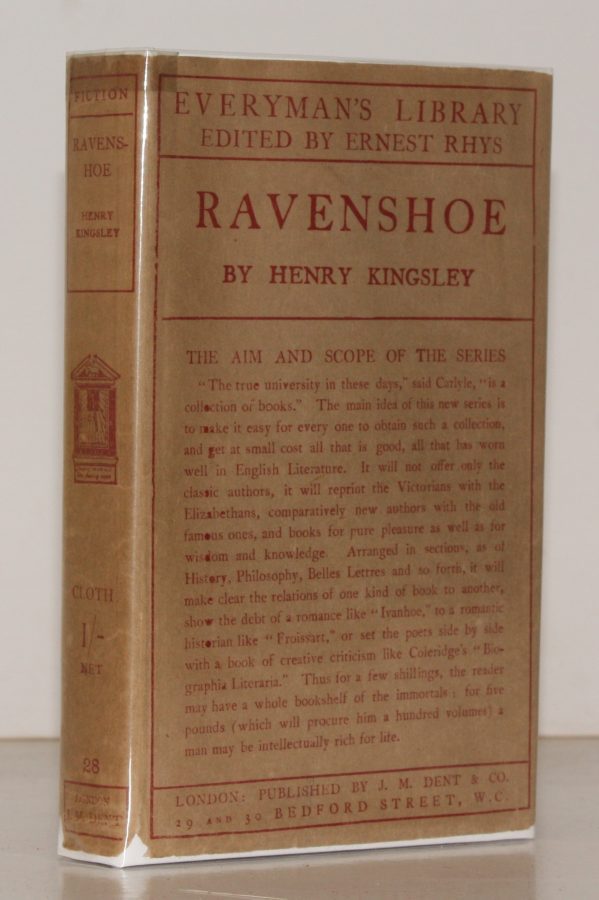 FICTION
RAVENS-
HOE
HENRY
KINGSLEY
CLOTH
1/-
NET
28
LONDON
J. M. DENT
EVERYMAN'S LIBRARY
EDITED BY ERNEST RHYS
RAVENSHOE
BY HENRY KINGSLEY
THE AIM AND SCOPE OF THE SERIES
"The true university in these days," said Carlyle, "is a
collection of books." The main idea of this new series is
to make it easy for every one to obtain such a collection,
and get at small cost all that is good, all that has worn
well in English Literature. It will not offer only the
classic authors, it will reprint the Victorians with the
Elizabethans, comparatively new authors with the old
famous ones, and books for pure pleasure as well as for
wisdom and knowledge. Arranged in sections, as of
History, Philosophy, Belles Lettres and so forth, it will
make clear the relations of one kind of book to another,
show the debt of a romance like "Ivanhoe," to a romantic
historian like "Froissart," or set the poets side by side
with a book of creative criticism like Coleridge's "Bio-
graphia Literaria." Thus for a few shillings, the reader
may have a whole bookshelf of the immortals; for five
pounds (which will procure him a hundred volumes) a
man may be intellectually rich for life.
LONDON: PUBLISHED BY J. M. DENT & CO.
29 AND 30 BEDFORD STREET, W.C.